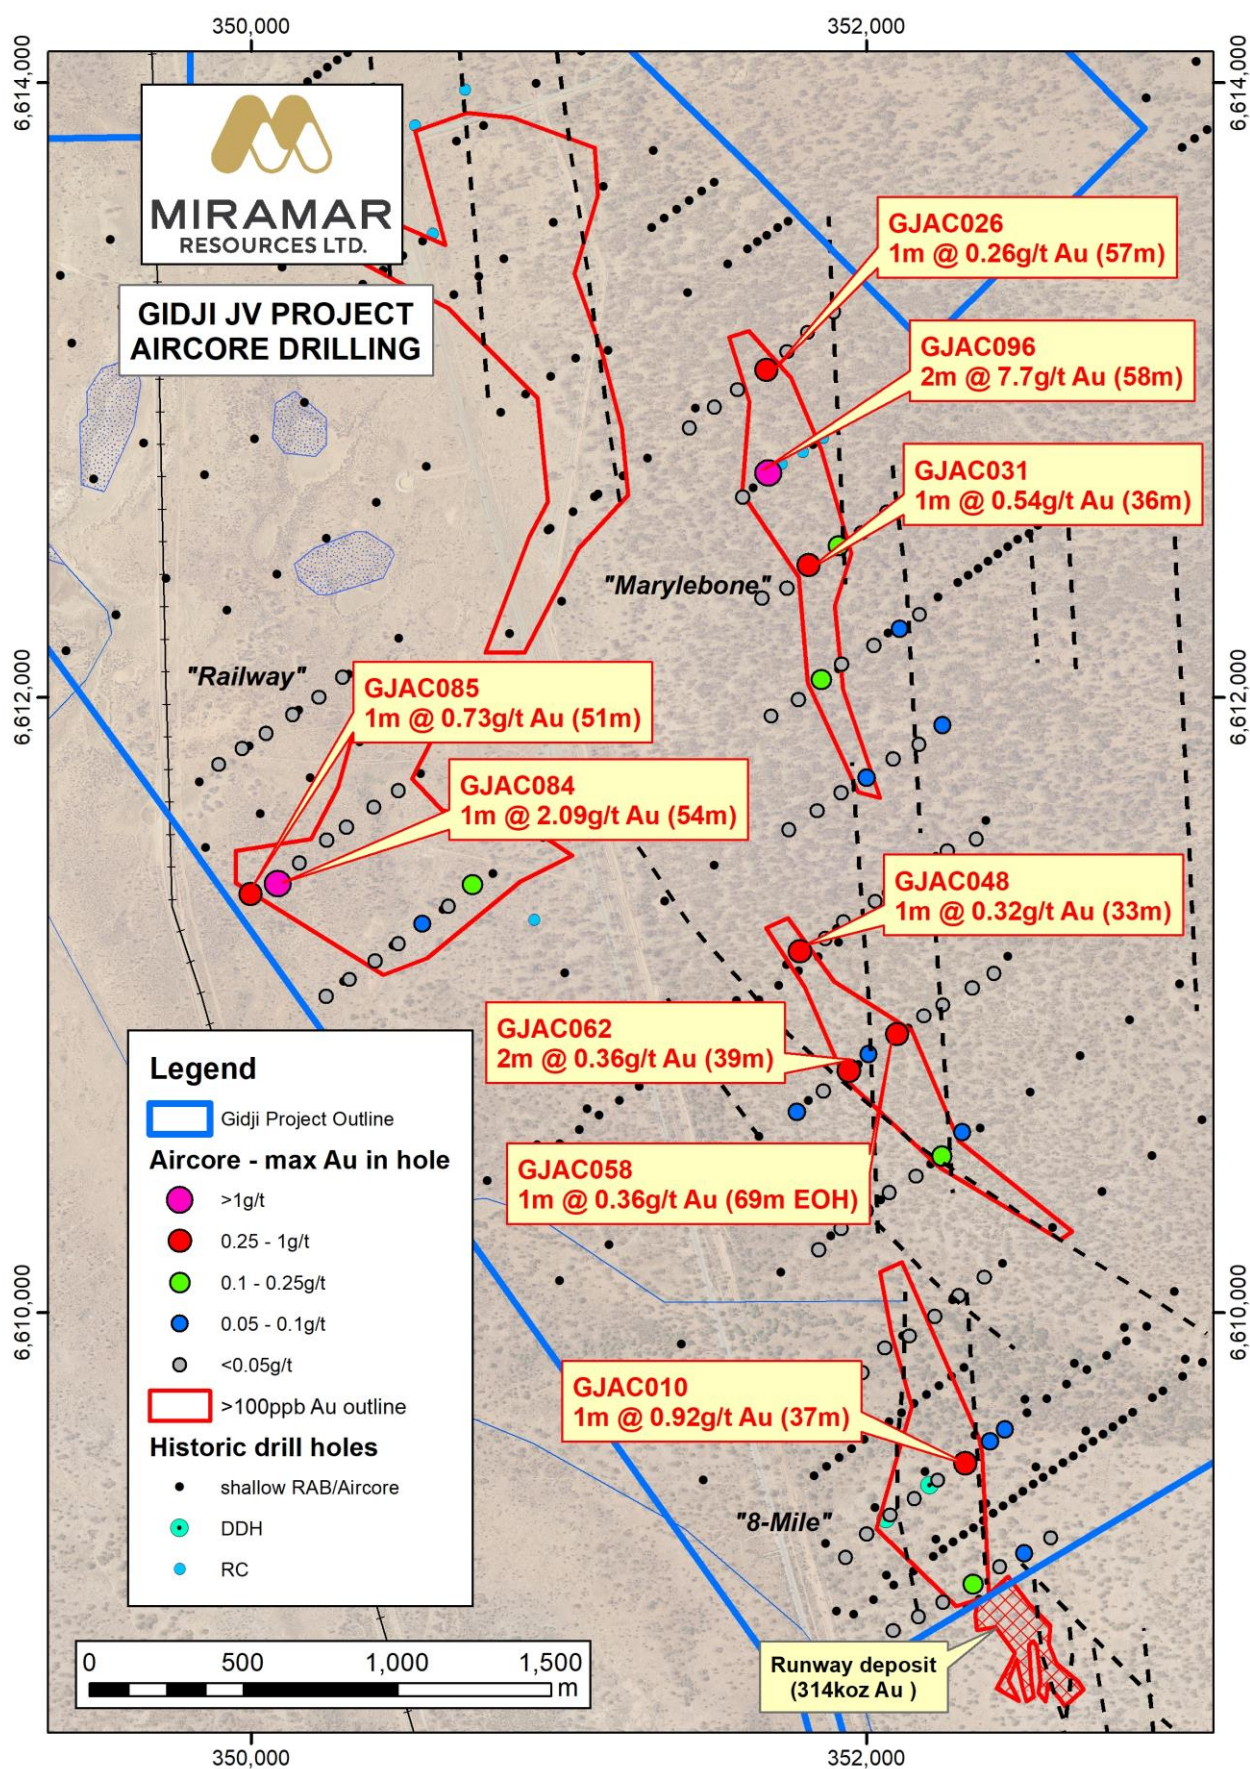 350,000
352,000
6,614,000
6,614,000
MIRAMAR
RESOURCES LTD.
GIDJI JV PROJECT
AIRCORE DRILLING
GJAC026
1m @ 0.26g/t Au (57m)
GJAC096
2m @ 7.7g/t Au (58m)
GJAC031
1m @ 0.54g/t Au (36m)
"Marylebone"
"Railway"
6,612,000
6,612,000
GJAC085
1m @ 0.73g/t Au (51m)
GJAC084
1m @ 2.09g/t Au (54m)
GJAC048
1m @ 0.32g/t Au (33m)
GJAC062
2m @ 0.36g/t Au (39m)
GJAC058
1m @ 0.36g/t Au (69m EOH)
6,610,000
6,610,000
GJAC010
1m @ 0.92g/t Au (37m)
"8-Mile"
Legend
Gidji Project Outline
Aircore - max Au in hole
>1g/t
0.25 - 1g/t
0.1 - 0.25g/t
0.05 - 0.1g/t
<0.05g/t
>100ppb Au outline
Historic drill holes
shallow RAB/Aircore
DDH
RC
0 500 1,000 1,500
m
Runway deposit
(314koz Au )
350,000
352,000